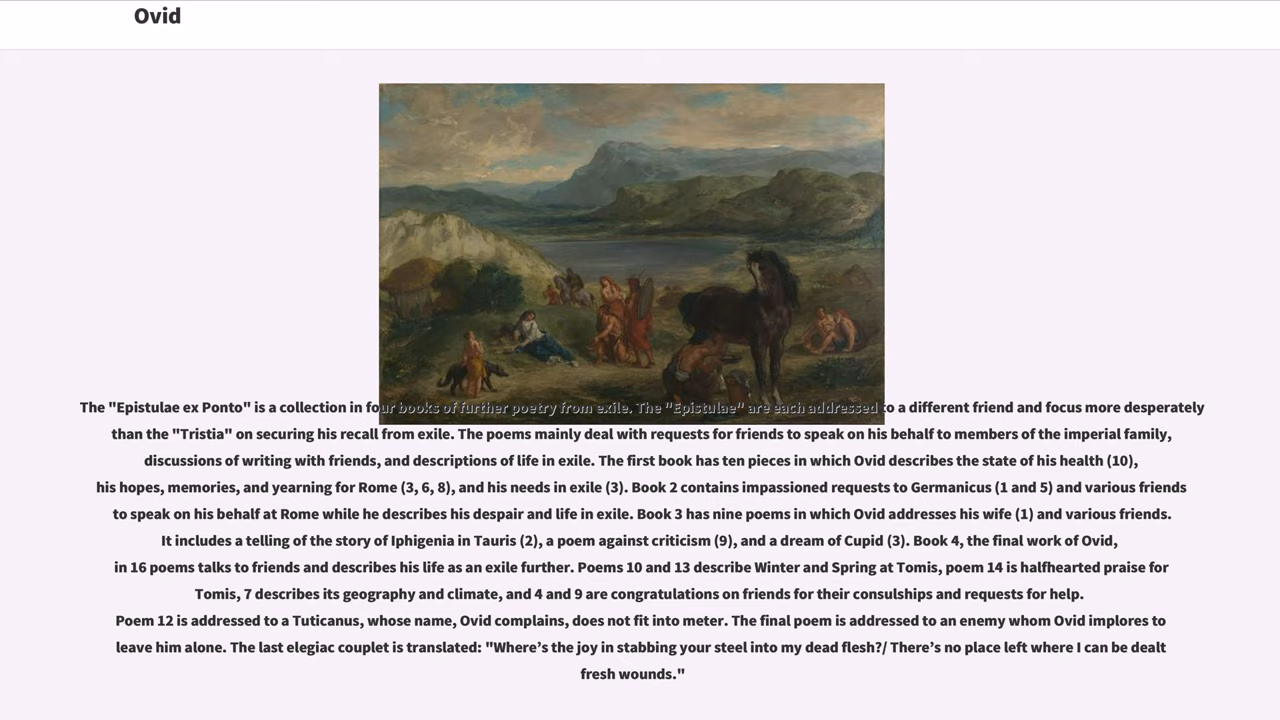 Ovid
The "Epistulae ex Ponto" is a collection in four books of further poetry from exile. The "Epistulae" are each addressed to a different friend and focus more desperately
than the "Tristia" on securing his recall from exile. The poems mainly deal with requests for friends to speak on his behalf to members of the imperial family,
discussions of writing with friends, and descriptions of life in exile. The first book has ten pieces in which Ovid describes the state of his health (10),
his hopes, memories, and yearning for Rome (3, 6, 8), and his needs in exile (3). Book 2 contains impassioned requests to Germanicus (1 and 5) and various friends
to speak on his behalf at Rome while he describes his despair and life in exile. Book 3 has nine poems in which Ovid addresses his wife (1) and various friends.
It includes a telling of the story of Iphigenia in Tauris (2), a poem against criticism (9), and a dream of Cupid (3). Book 4, the final work of Ovid,
in 16 poems talks to friends and describes his life as an exile further. Poems 10 and 13 describe Winter and Spring at Tomis, poem 14 is halfhearted praise for
Tomis, 7 describes its geography and climate, and 4 and 9 are congratulations on friends for their consulships and requests for help.
Poem 12 is addressed to a Tuticanus, whose name, Ovid complains, does not fit into meter. The final poem is addressed to an enemy whom Ovid implores to
leave him alone. The last elegiac couplet is translated: "Where’s the joy in stabbing your steel into my dead flesh?/ There’s no place left where I can be dealt
fresh wounds."